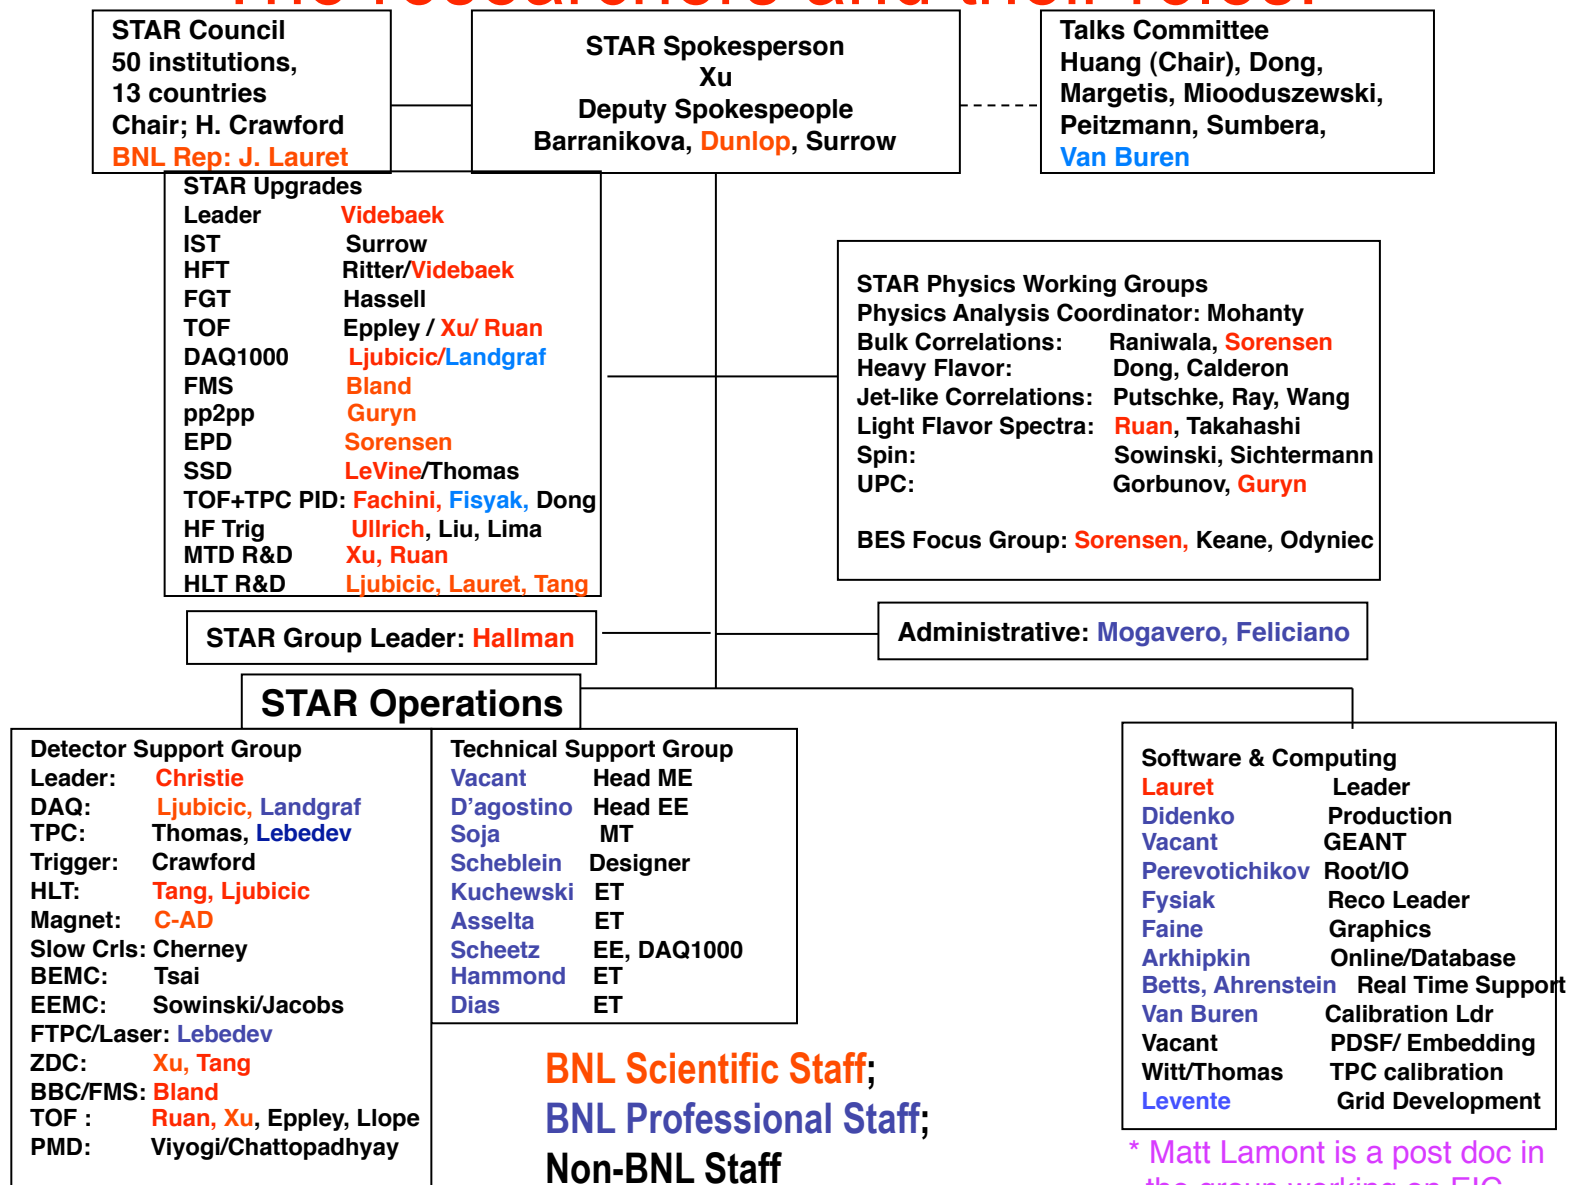 The researchers and their roles.
STAR Council
50 institutions,
13 countries
Chair; H. Crawford
BNL Rep: J. Lauret
STAR Spokesperson
Xu
Deputy Spokespeople
Barranikova, Dunlop, Surrow
Talks Committee
Huang (Chair), Dong,
Margetis, Miooduszewski,
Peitzmann, Sumbera,
Van Buren
STAR Upgrades
Leader Videbaek
IST Surrow
HFT Ritter/Videbaek
FGT Hassell
TOF Eppley / Xu/ Ruan
DAQ1000 Ljubicic/Landgraf
FMS Bland
pp2pp Guryn
EPD Sorensen
SSD LeVine/Thomas
TOF+TPC PID: Fachini, Fisyak, Dong
HF Trig Ullrich, Liu, Lima
MTD R&D Xu, Ruan
HLT R&D Ljubicic, Lauret, Tang
STAR Physics Working Groups
Physics Analysis Coordinator: Mohanty
Bulk Correlations: Raniwala, Sorensen
Heavy Flavor: Dong, Calderon
Jet-like Correlations: Putschke, Ray, Wang
Light Flavor Spectra: Ruan, Takahashi
Spin: Sowinski, Sichtermann
UPC: Gorbunov, Guryn
BES Focus Group: Sorensen, Keane, Odyniec
STAR Group Leader: Hallman
Administrative: Mogavero, Feliciano
STAR Operations
Detector Support Group
Leader: Christie
DAQ: Ljubicic, Landgraf
TPC: Thomas, Lebedev
Trigger: Crawford
HLT: Tang, Ljubicic
Magnet: C-AD
Slow Crls: Cherney
BEMC: Tsai
EEMC: Sowinski/Jacobs
FTPC/Laser: Lebedev
ZDC: Xu, Tang
BBC/FMS: Bland
TOF : Ruan, Xu, Eppley, Llope
PMD: Viyogi/Chattopadhyay
Technical Support Group
Vacant Head ME
D'agostino Head EE
Soja MT
Scheblein Designer
Kuchewski ET
Asselta ET
Scheetz EE, DAQ1000
Hammond ET
Dias ET
Software & Computing
Lauret Leader
Didenko Production
Vacant GEANT
Perevotichikov Root/IO
Fysiak Reco Leader
Faine Graphics
Arkhipkin Online/Database
Betts, Ahrenstein Real Time Support
Van Buren Calibration Ldr
Vacant PDSF/ Embedding
Witt/Thomas TPC calibration
Levente Grid Development
BNL Scientific Staff;
BNL Professional Staff;
Non-BNL Staff
* Matt Lamont is a post doc in
the group working on EIC